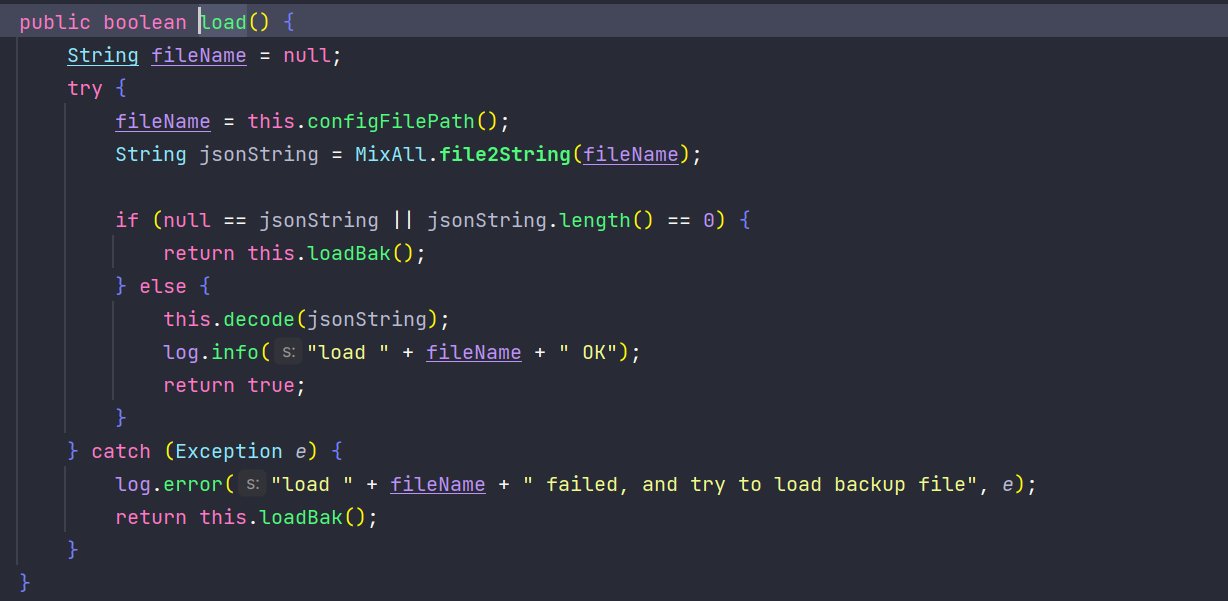 public boolean load() {
String fileName = null;
try {
fileName = this.configFilePath();
String jsonString = MixAll.file2String(fileName);
if (null == jsonString || jsonString.length() == 0) {
return this.loadBak();
} else {
this.decode(jsonString);
log.info( s: "load " + fileName + " OK");
return true;
}
} catch (Exception e) {
log.error( s: "load " + fileName + " failed, and try to load backup file", e);
return this.loadBak();
}
}